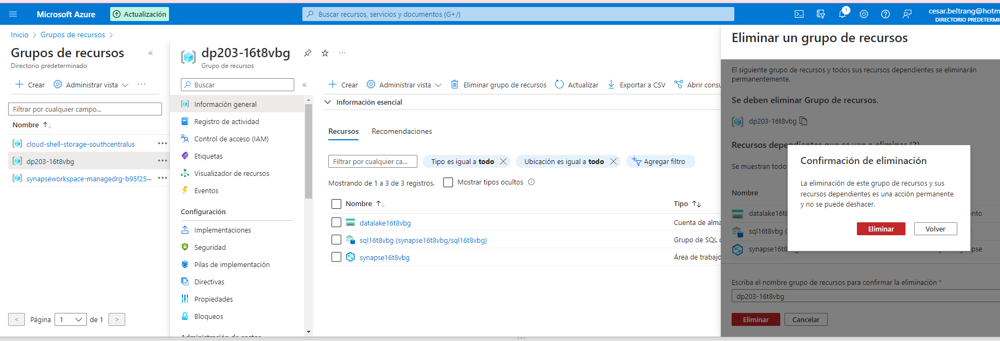 Microsoft Azure
Actualización
Buscar recursos, servicios y documentos (G+/)
1
cesar.beltrang@hotm
DIRECTORIO PREDETERMI
Inicio > Grupos de recursos >
Grupos de recursos
Directorio predeterminado
Crear
Administrar vista
Filtrar por cualquier campo...
Nombre
cloud-shell-storage-southcentralus
dp203-16t8vbg
synapseworkspace-managedrg-b95f25...
< Página 1 de 1 >
dp203-16t8vbg
Grupo de recursos
Buscar
Información general
Registro de actividad
Control de acceso (IAM)
Etiquetas
Visualizador de recursos
Eventos
Configuración
Implementaciones
Seguridad
Pilas de implementación
Directivas
Propiedades
Bloqueos
Administración de costos
Crear
Administrar vista
Eliminar grupo de recursos
Actualizar
Exportar a CSV
Abrir consu
Información esencial
Recursos
Recomendaciones
Filtrar por cualquier ca...
Tipo es igual a todo
Ubicación es igual a todo
Agregar filtro
Mostrando de 1 a 3 de 3 registros.
Mostrar tipos ocultos
Nombre
Tipo
datalake16t8vbg
Cuenta de alma
sql16t8vbg (synapse16t8vbg/sql16t8vbg)
Grupo de SQL
synapse16t8vbg
Área de trabajo
Eliminar un grupo de recursos
El siguiente grupo de recursos y todos sus recursos dependientes se eliminarán
permanentemente.
Se deben eliminar Grupo de recursos.
dp203-16t8vbg
Recursos dependientes que se van a eliminar (3)
Se muestran todo
Nombre
datalake16t8
nto
sql16t8vbg (
synapse16t8
pse
Confirmación de eliminación
La eliminación de este grupo de recursos y sus
recursos dependientes es una acción permanente
y no se puede deshacer.
Eliminar
Volver
Escriba el nombre grupo de recursos para confirmar la eliminación *
dp203-16t8vbg
Eliminar
Cancelar